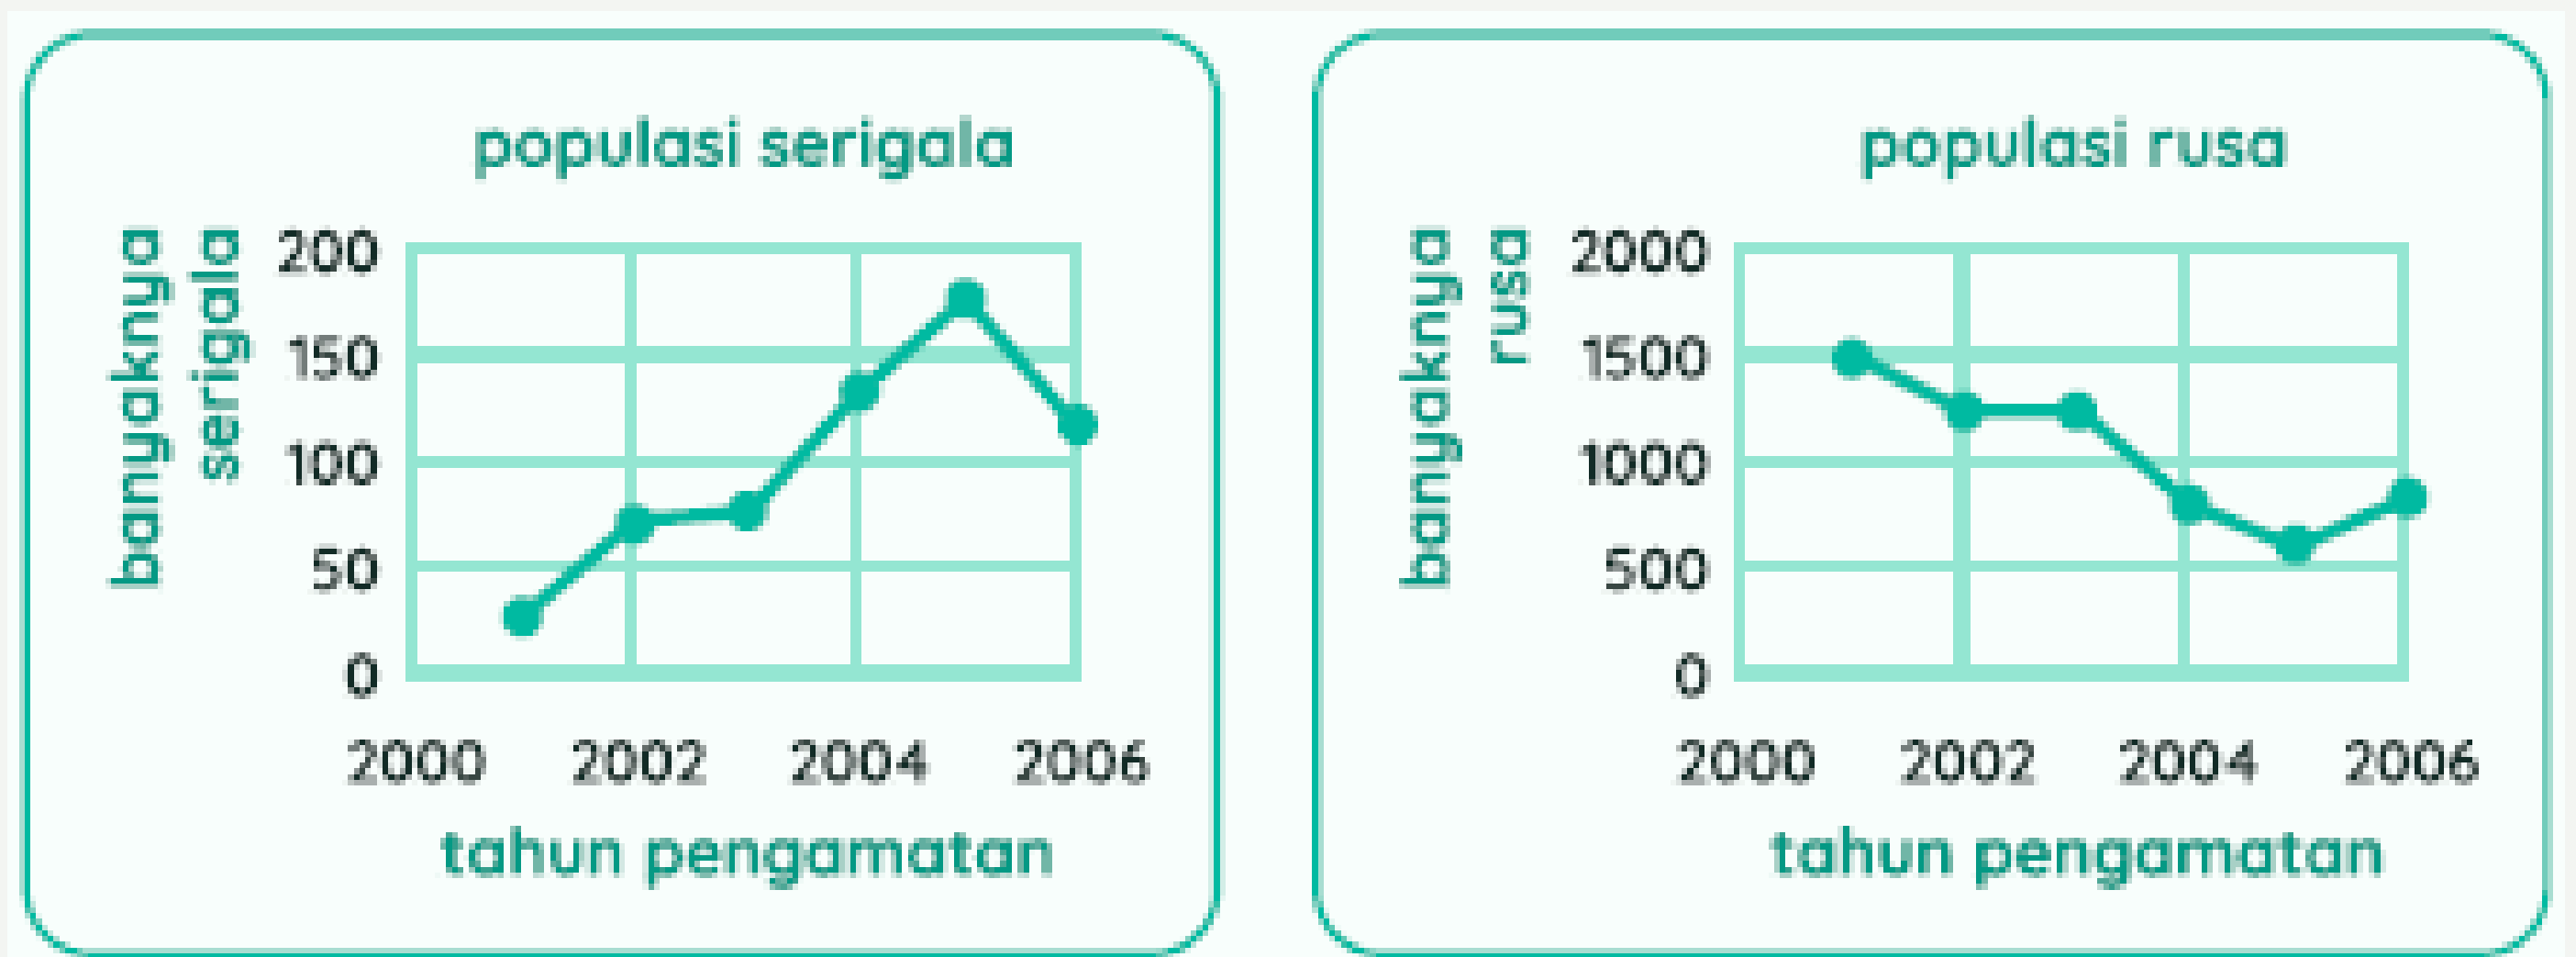 populasi serigala
banyaknya
serigala
200
150
100
50
0
2000 2002 2004 2006
tahun pengamatan
populasi rusa
banyaknya
rusa
2000
1500
1000
500
0
2000 2002 2004 2006
tahun pengamatan